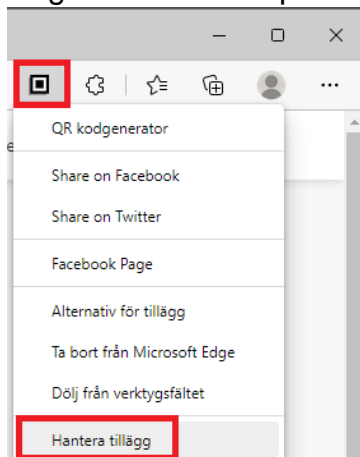 QR kodgenerator
Share on Facebook
Share on Twitter
Facebook Page
Alternativ för tillägg
Ta bort från Microsoft Edge
Dölj från verktygsfältet
Hantera tillägg